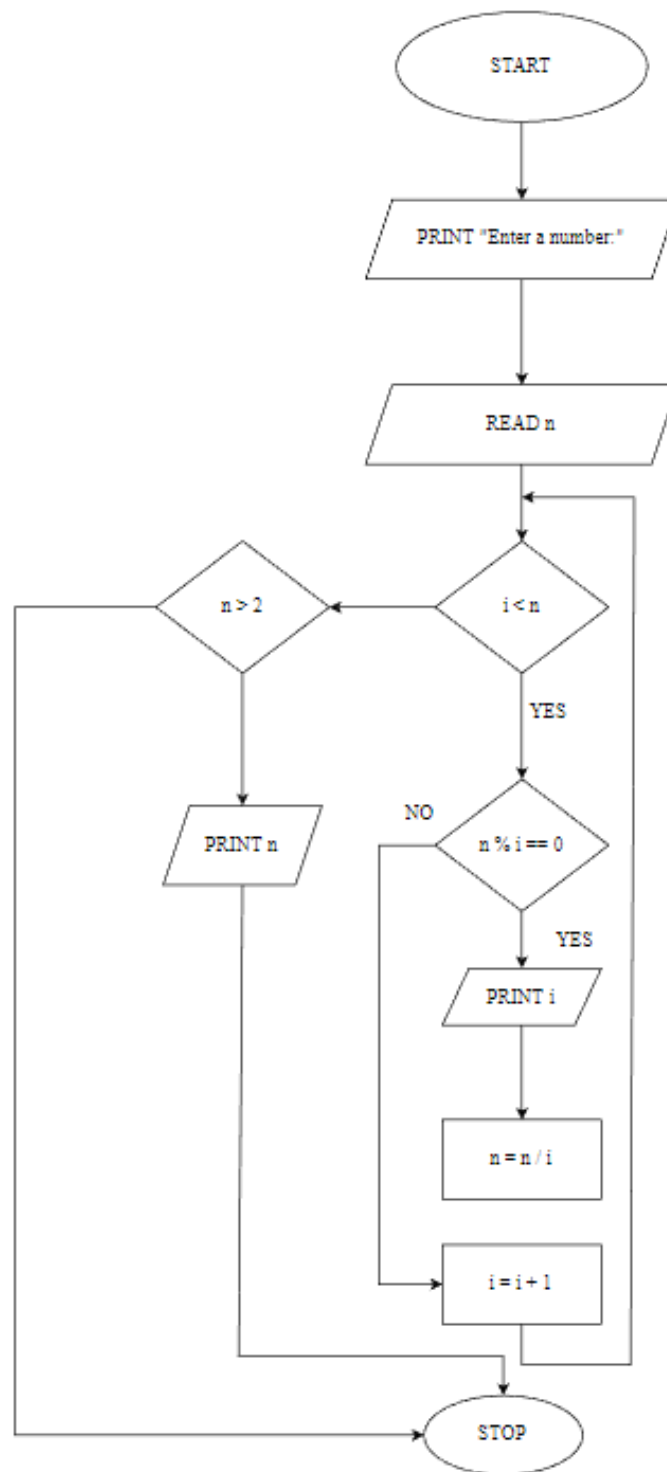 START
PRINT "Enter a number:"
READ n
n > 2
i < n
YES
PRINT n
NO
n % i == 0
YES
PRINT i
n = n / i
i = i + 1
STOP